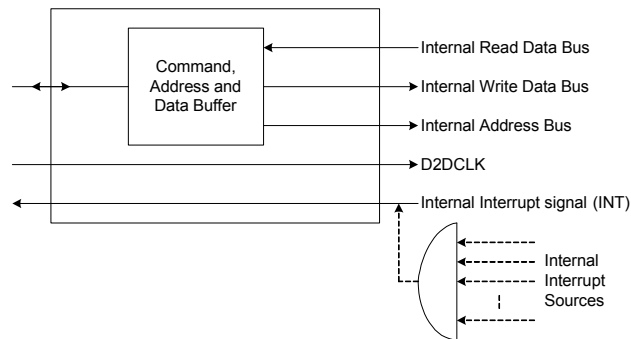 Command,
Address and
Data Buffer
Internal Read Data Bus
Internal Write Data Bus
Internal Address Bus
D2DCLK
Internal Interrupt signal (INT)
Internal
Interrupt
Sources